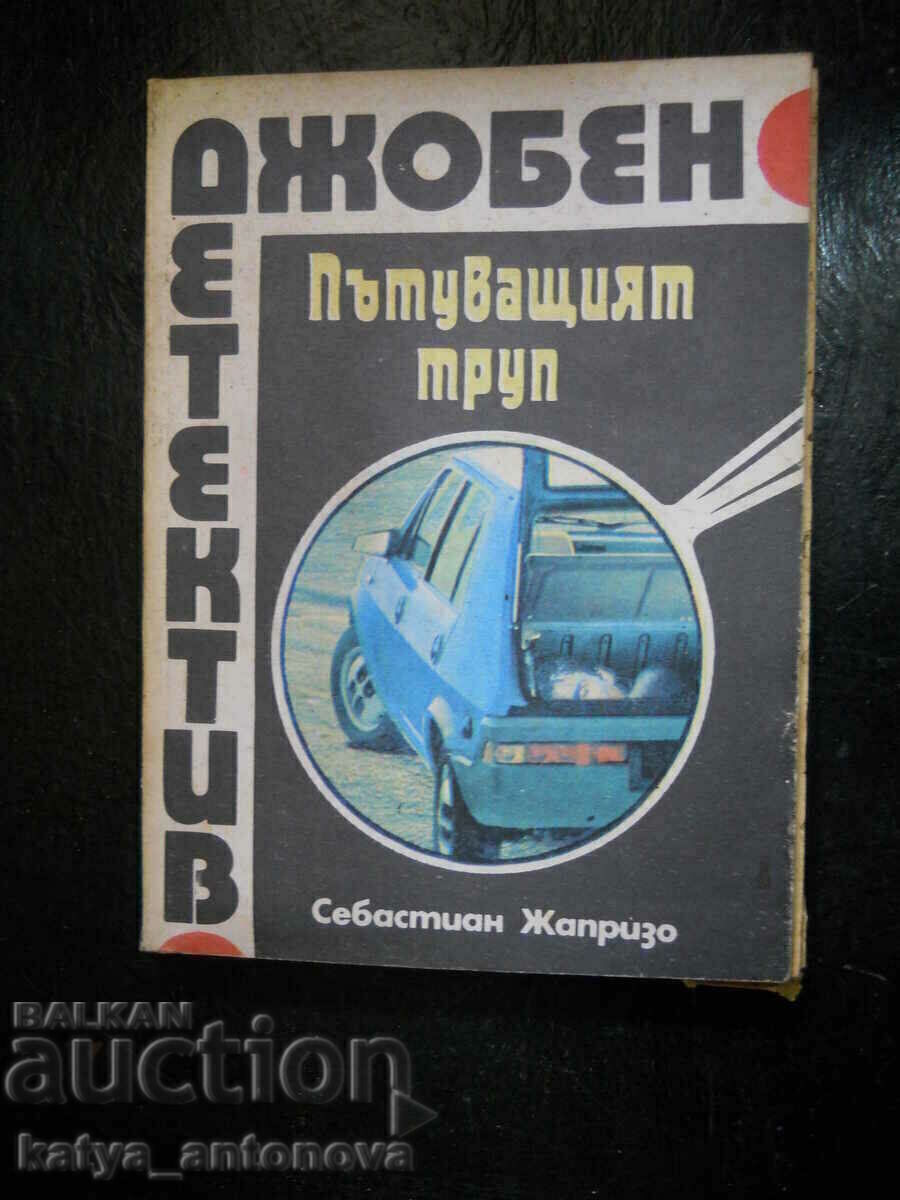 ДЖОБЕН
ДЕТЕКТИВ
Пътуващият
труп
Себастиан Жапризо
BALKAN
auction
katya_antonova